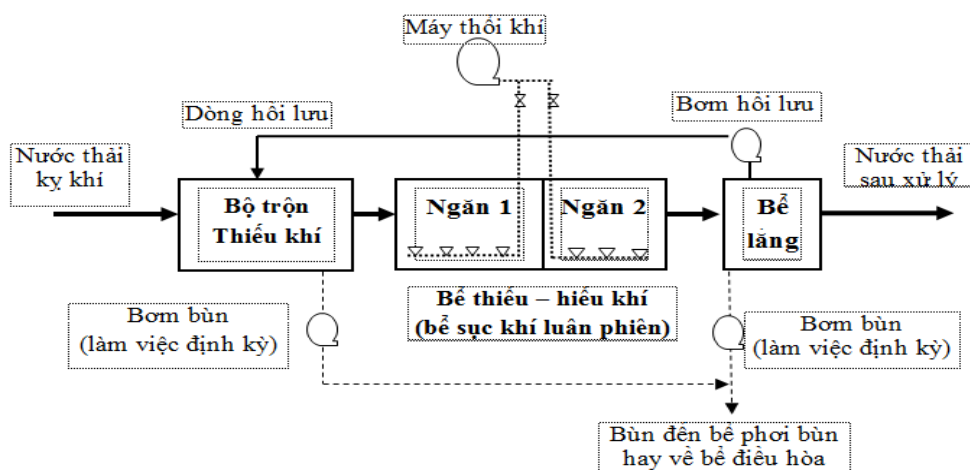 Máy thổi khí
Dòng hồi lưu
Bơm hồi lưu
Nước thải
kỵ khí
Nước thải
sau xử lý
Bộ trộn
Thiếu khí
Ngăn 1
Ngăn 2
Bể
lắng
Bể thiếu – hiếu khí
(bể sục khí luân phiên)
Bơm bùn
(làm việc định kỳ)
Bơm bùn
(làm việc định kỳ)
Bùn đến bể phơi bùn
hay về bể điều hòa